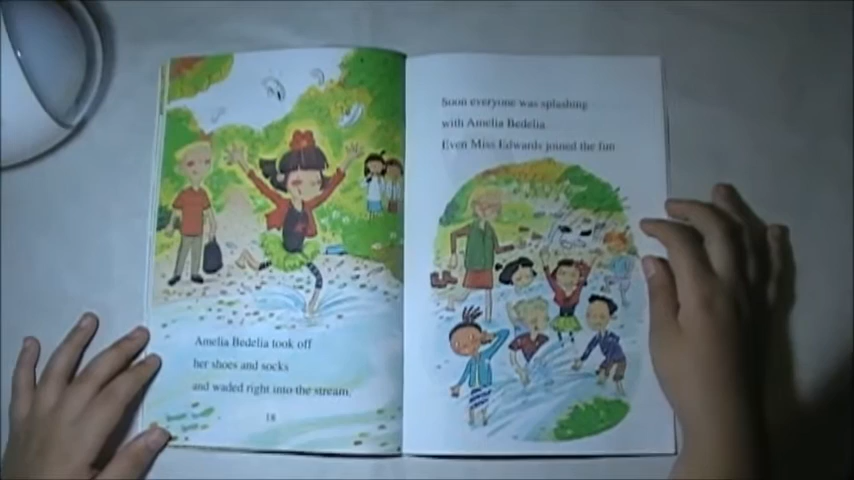 Amelia Bedelia took off
her shoes and socks
and waded right into the stream.
18
Soon everyone was splashing
with Amelia Bedelia.
Even Miss Edwards joined the fun